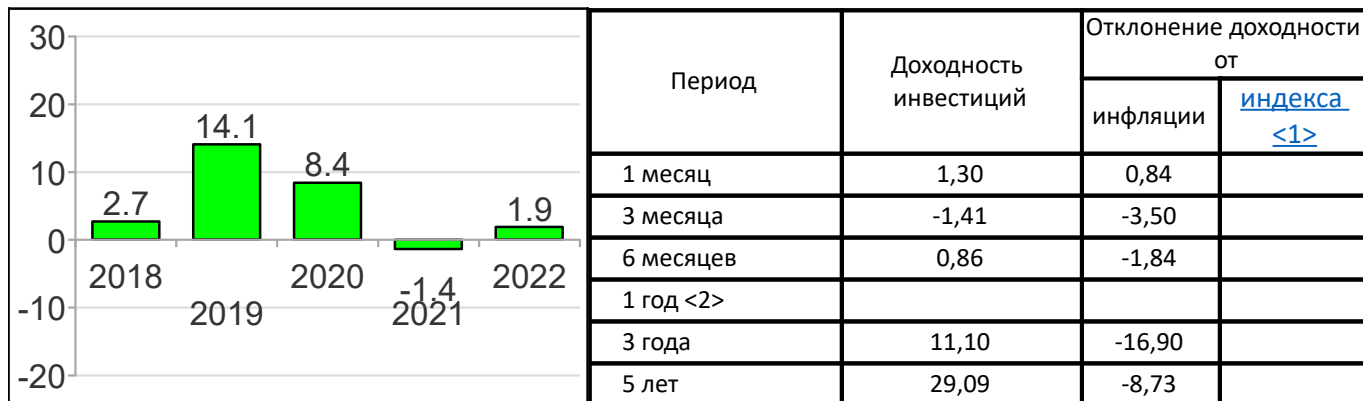 30
20
10
0
-10
-20
2.7
14.1
8.4
-1.4
1.9
2018
2019
2020
2021
2022
Период
Доходность
инвестиций
Отклонение доходности
от
инфляции
индекса
<1>
1 месяц 1,30 0,84
3 месяца -1,41 -3,50
6 месяцев 0,86 -1,84
1 год <2>
3 года 11,10 -16,90
5 лет 29,09 -8,73